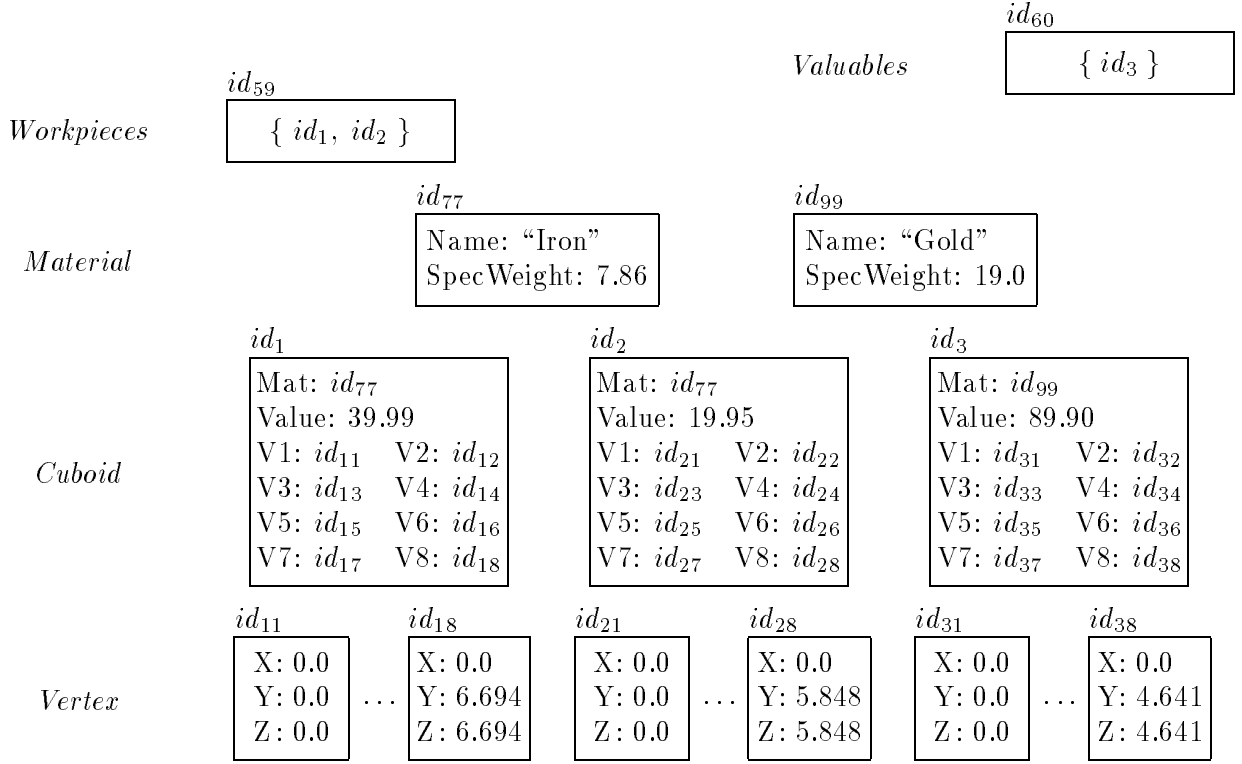 id60
Valuables { id3 }
id59
Workpieces { id1, id2 }
id77 id99
Name: “Iron” Name: “Gold”
Material
SpecWeight: 7.86 SpecWeight: 19.0
id1 id2 id3
Mat: id77 Mat: id77 Mat: id99
Value: 39.99 Value: 19.95 Value: 89.90
V1: id11 V2: id12 V1: id21 V2: id22 V1: id31 V2: id32
Cuboid
V3: id13 V4: id14 V3: id23 V4: id24 V3: id33 V4: id34
V5: id15 V6: id16 V5: id25 V6: id26 V5: id35 V6: id36
V7: id17 V8: id18 V7: id27 V8: id28 V7: id37 V8: id38
id11 id18 id21 id28 id31 id38
X: 0.0 X: 0.0 X: 0.0 X: 0.0 X: 0.0 X: 0.0
Vertex Y: 0.0 ... Y: 6.694 Y: 0.0 ... Y: 5.848 Y: 0.0 ... Y: 4.641
Z: 0.0 Z: 6.694 Z: 0.0 Z: 5.848 Z: 0.0 Z: 4.641